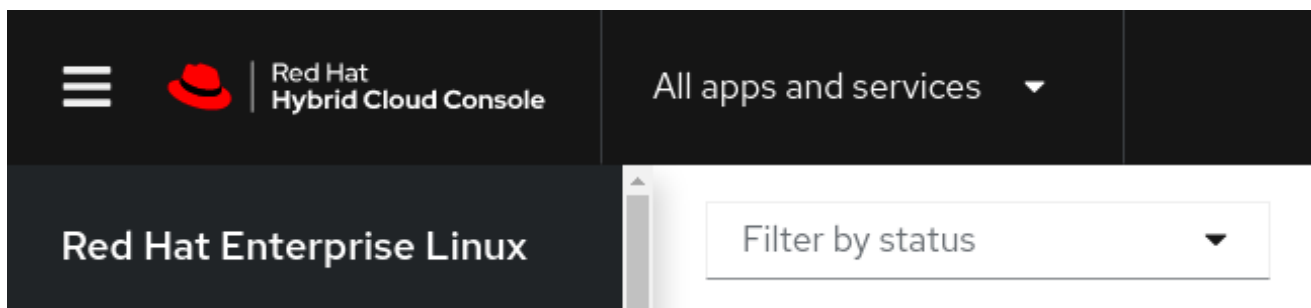 Red Hat
Hybrid Cloud Console
All apps and services
Red Hat Enterprise Linux
Filter by status